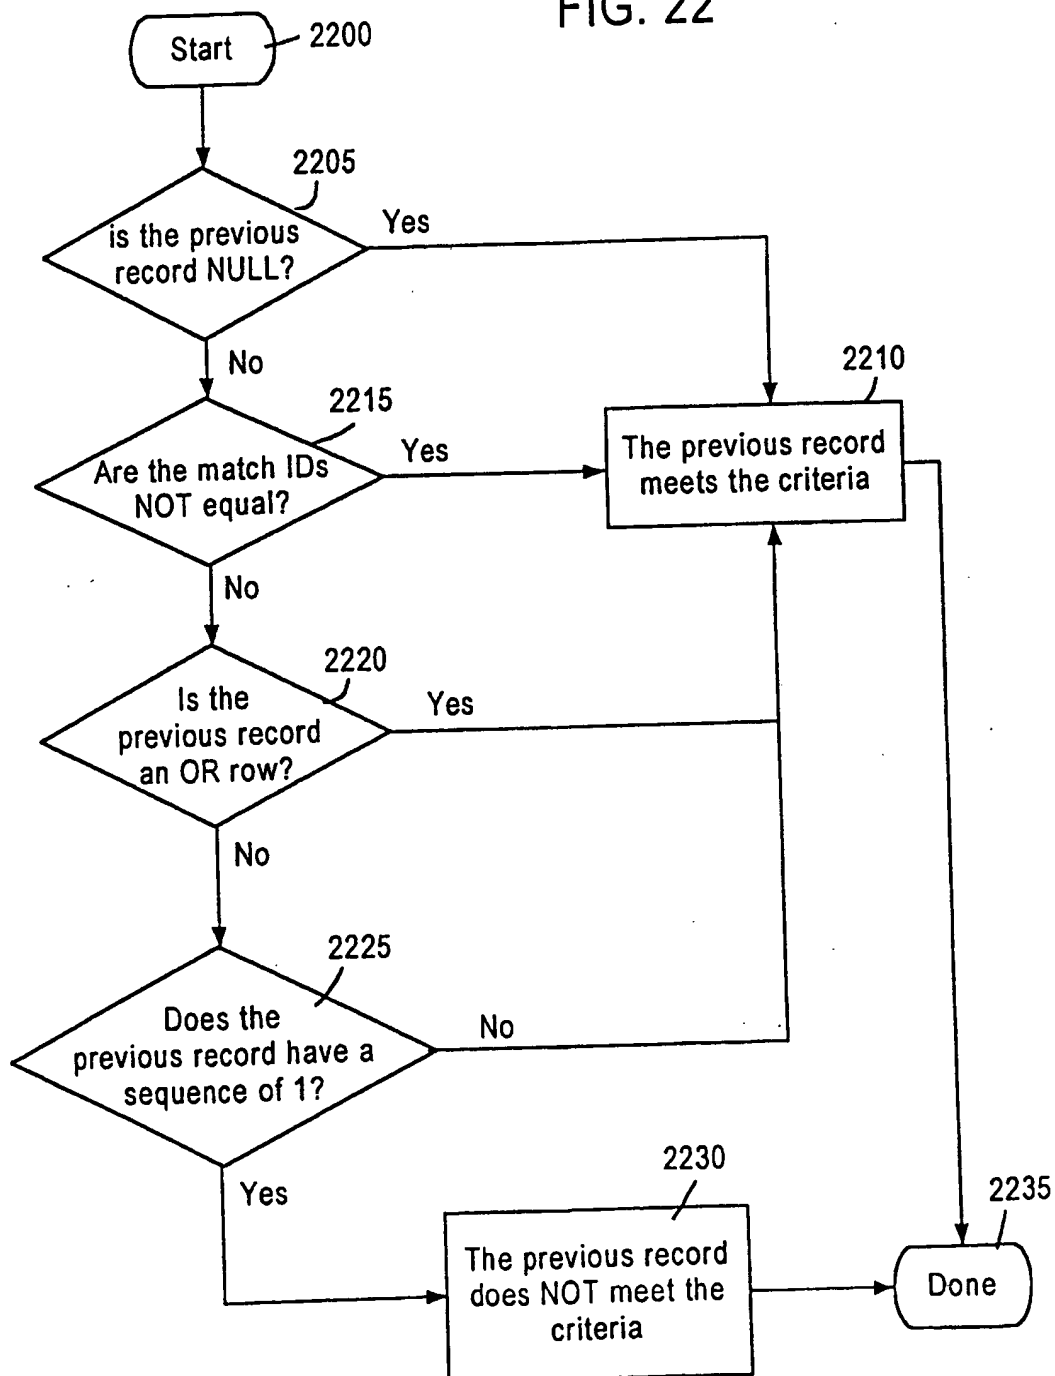 FIG. 22
Start
2200
2205
is the previous
record NULL?
Yes
No
2215
Are the match IDs
NOT equal?
Yes
2210
The previous record
meets the criteria
No
2220
Is the
previous record
an OR row?
Yes
No
2225
Does the
previous record have a
sequence of 1?
No
Yes
2230
The previous record
does NOT meet the
criteria
2235
Done